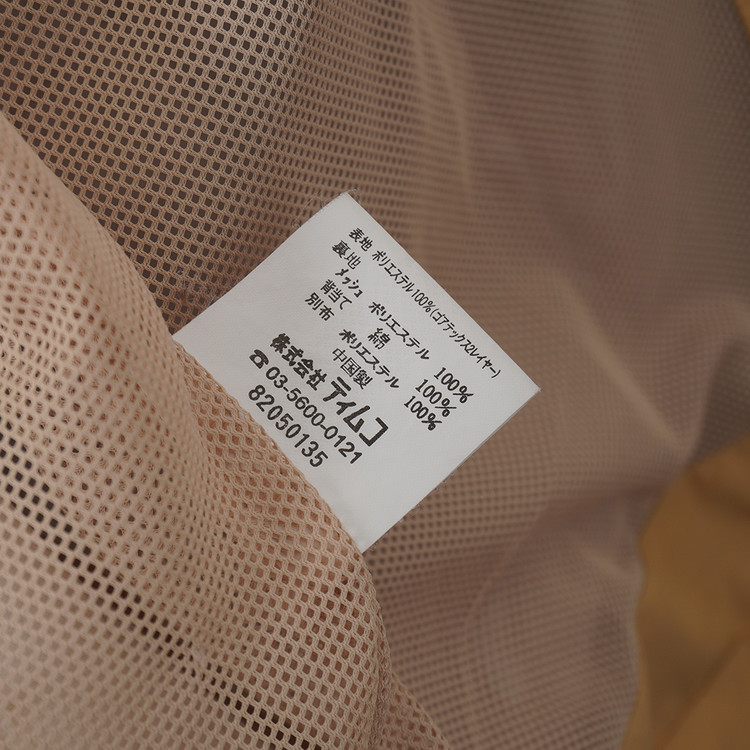 表地 ポリエステル100%(ゴアテックス2レイヤー)
裏地
メッシュ ポリエステル 100%
背当て 綿 100%
別布 ポリエステル 100%
中国製
株式会社 ティムコ
☎03-5600-0121
82050135